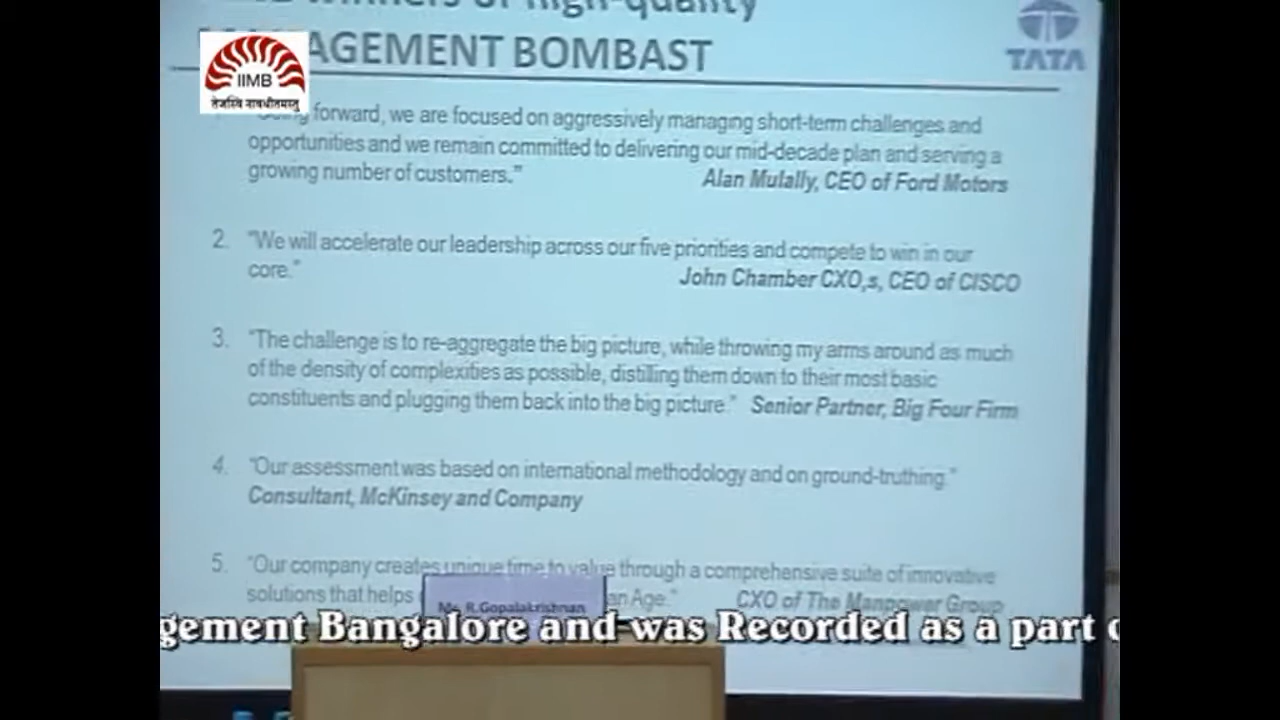 winners of high-quality
MANAGEMENT BOMBAST
TATA
IIMB
तेजस्वि नावधीतमस्तु
forward, we are focused on aggressively managing short-term challenges and
opportunities and we remain committed to delivering our mid-decade plan and serving a
growing number of customers." Alan Mulally, CEO of Ford Motors
2. "We will accelerate our leadership across our five priorities and compete to win in our
core." John Chamber CXO,s, CEO of CISCO
3. "The challenge is to re-aggregate the big picture, while throwing my arms around as much
of the density of complexities as possible, distilling them down to their most basic
constituents and plugging them back into the big picture." Senior Partner, Big Four Firm
4. "Our assessment was based on international methodology and on ground-truthing."
Consultant, McKinsey and Company
5. "Our company creates unique time to value through a comprehensive suite of innovative
solutions that helps an Age." CXO of The Manpower Group
R.Gopalakrishnan
gement Bangalore and was Recorded as a part